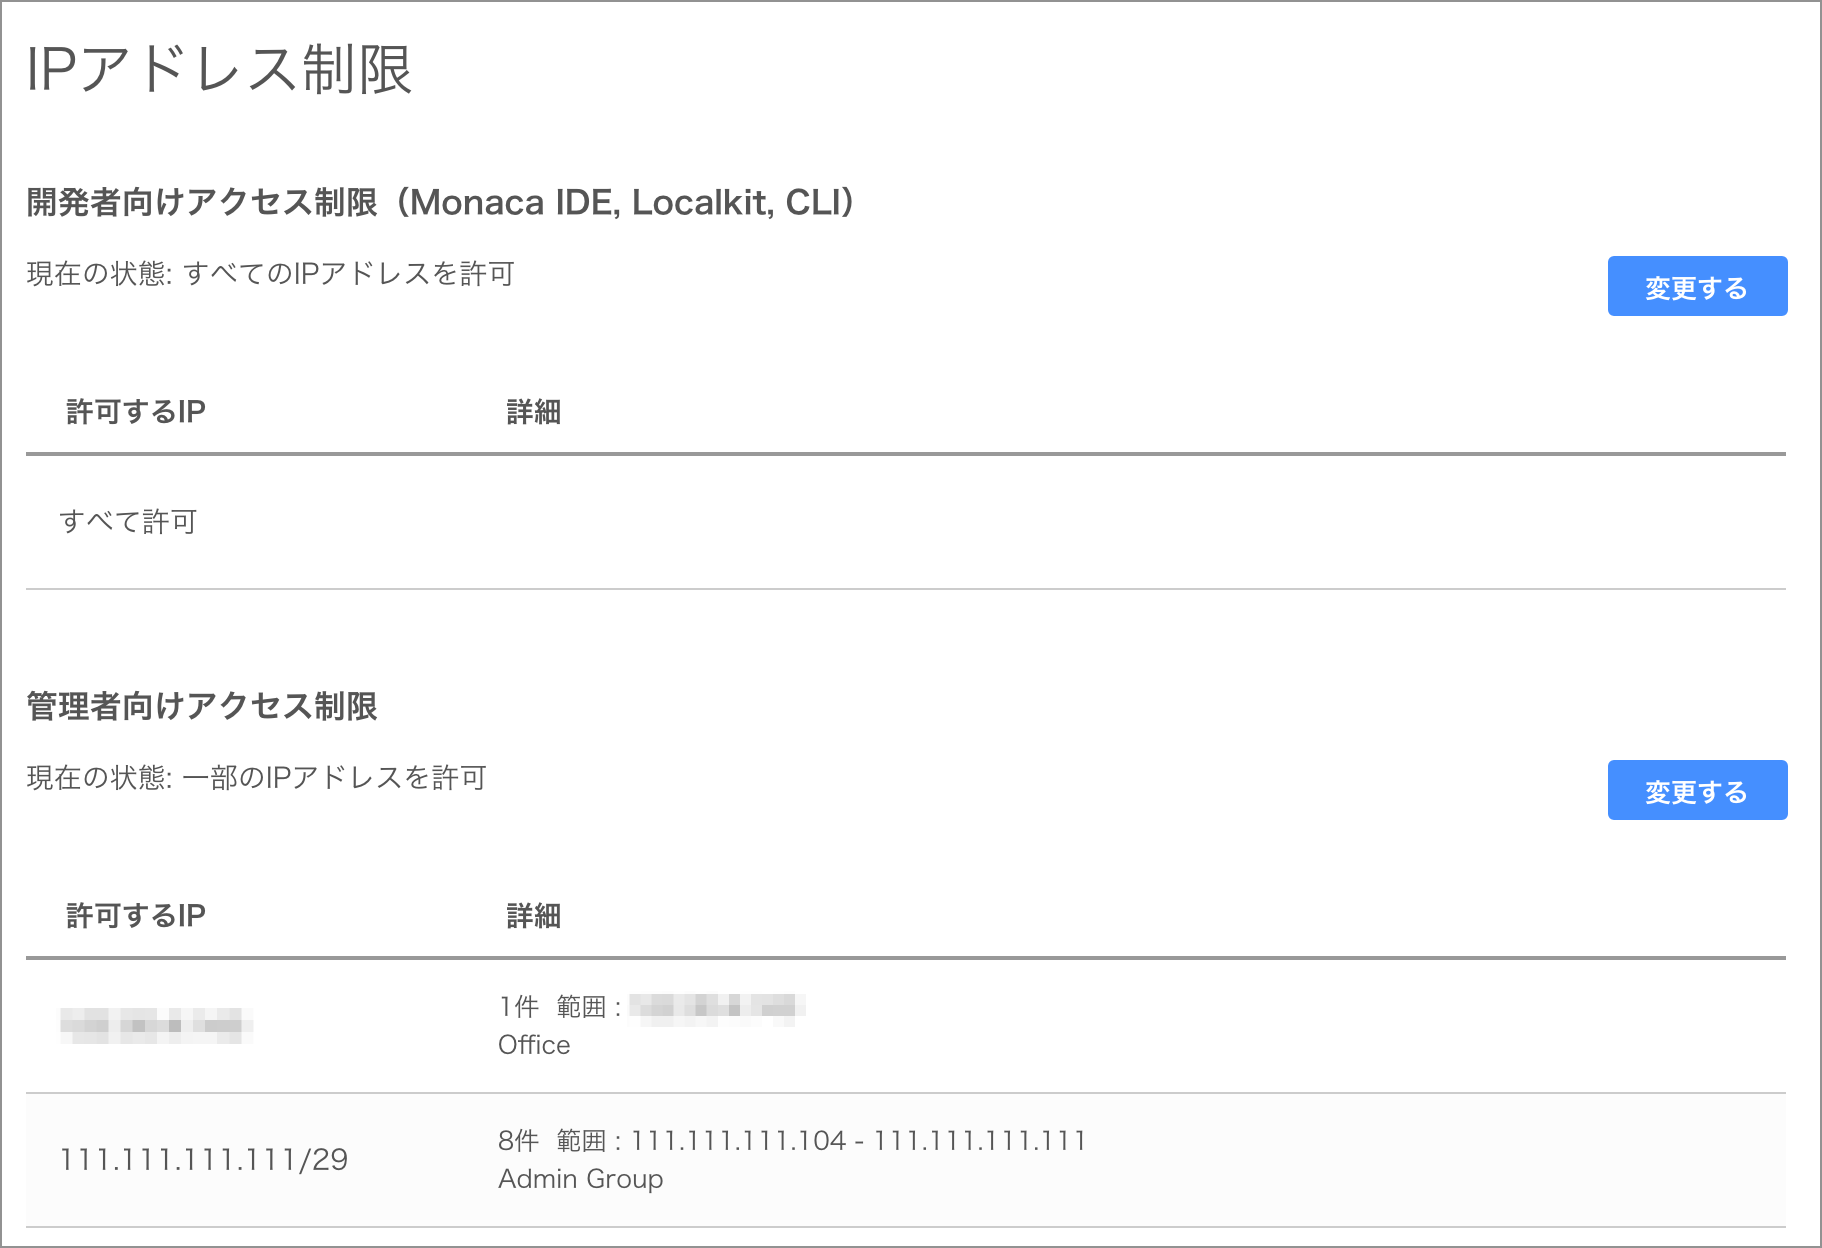 IPアドレス制限
開発者向けアクセス制限（Monaca IDE, Localkit, CLI）
現在の状態: すべてのIPアドレスを許可
変更する
許可するIP 詳細
すべて許可
管理者向けアクセス制限
現在の状態: 一部のIPアドレスを許可
変更する
許可するIP 詳細
1件 範囲 :
Office
111.111.111.111/29
8件 範囲 : 111.111.111.104 - 111.111.111.111
Admin Group